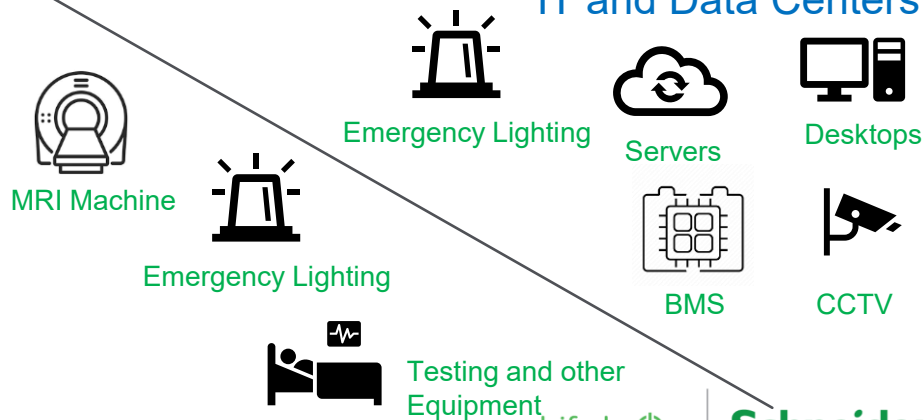 IT and Data Centers
Emergency Lighting
Servers
Desktops
MRI Machine
Emergency Lighting
BMS
CCTV
Testing and other
Equipment